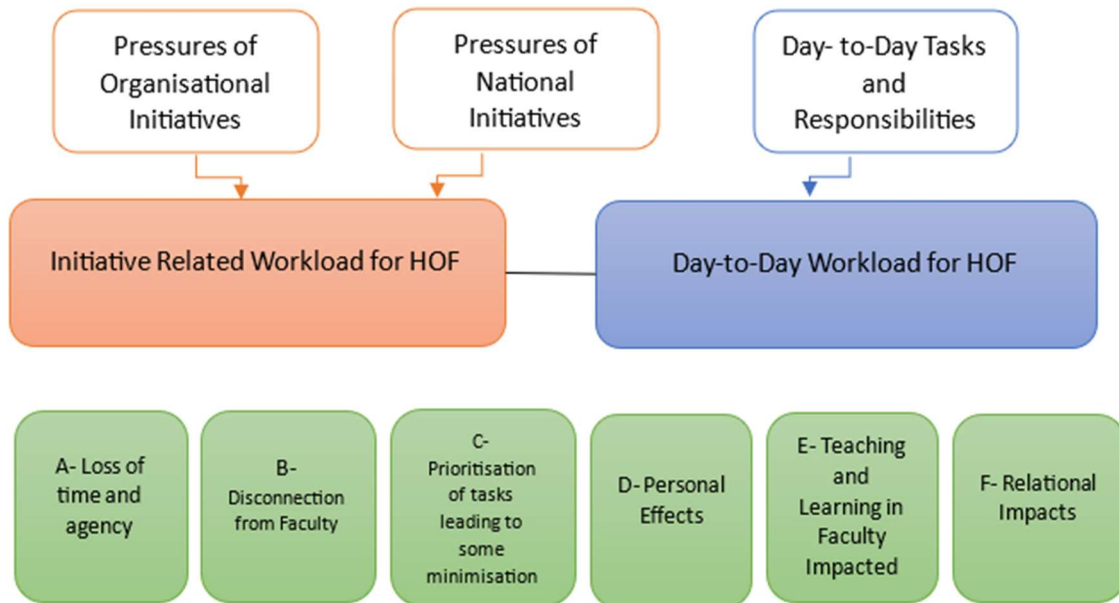 Pressures of
Organisational
Initiatives
Pressures of
National
Initiatives
Day- to-Day Tasks
and
Responsibilities
Initiative Related Workload for HOF
Day-to-Day Workload for HOF
A- Loss of
time and
agency
B-
Disconnection
from Faculty
C-
Prioritisation
of tasks
leading to
some
minimisation
D- Personal
Effects
E- Teaching
and
Learning in
Faculty
Impacted
F- Relational
Impacts